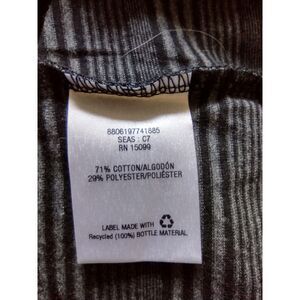 8806197741885
SEAS : C7
RN 15099
71% COTTON/ALGODÓN
29% POLYESTER/POLIÉSTER
LABEL MADE WITH
Recycled (100%) BOTTLE MATERIAL